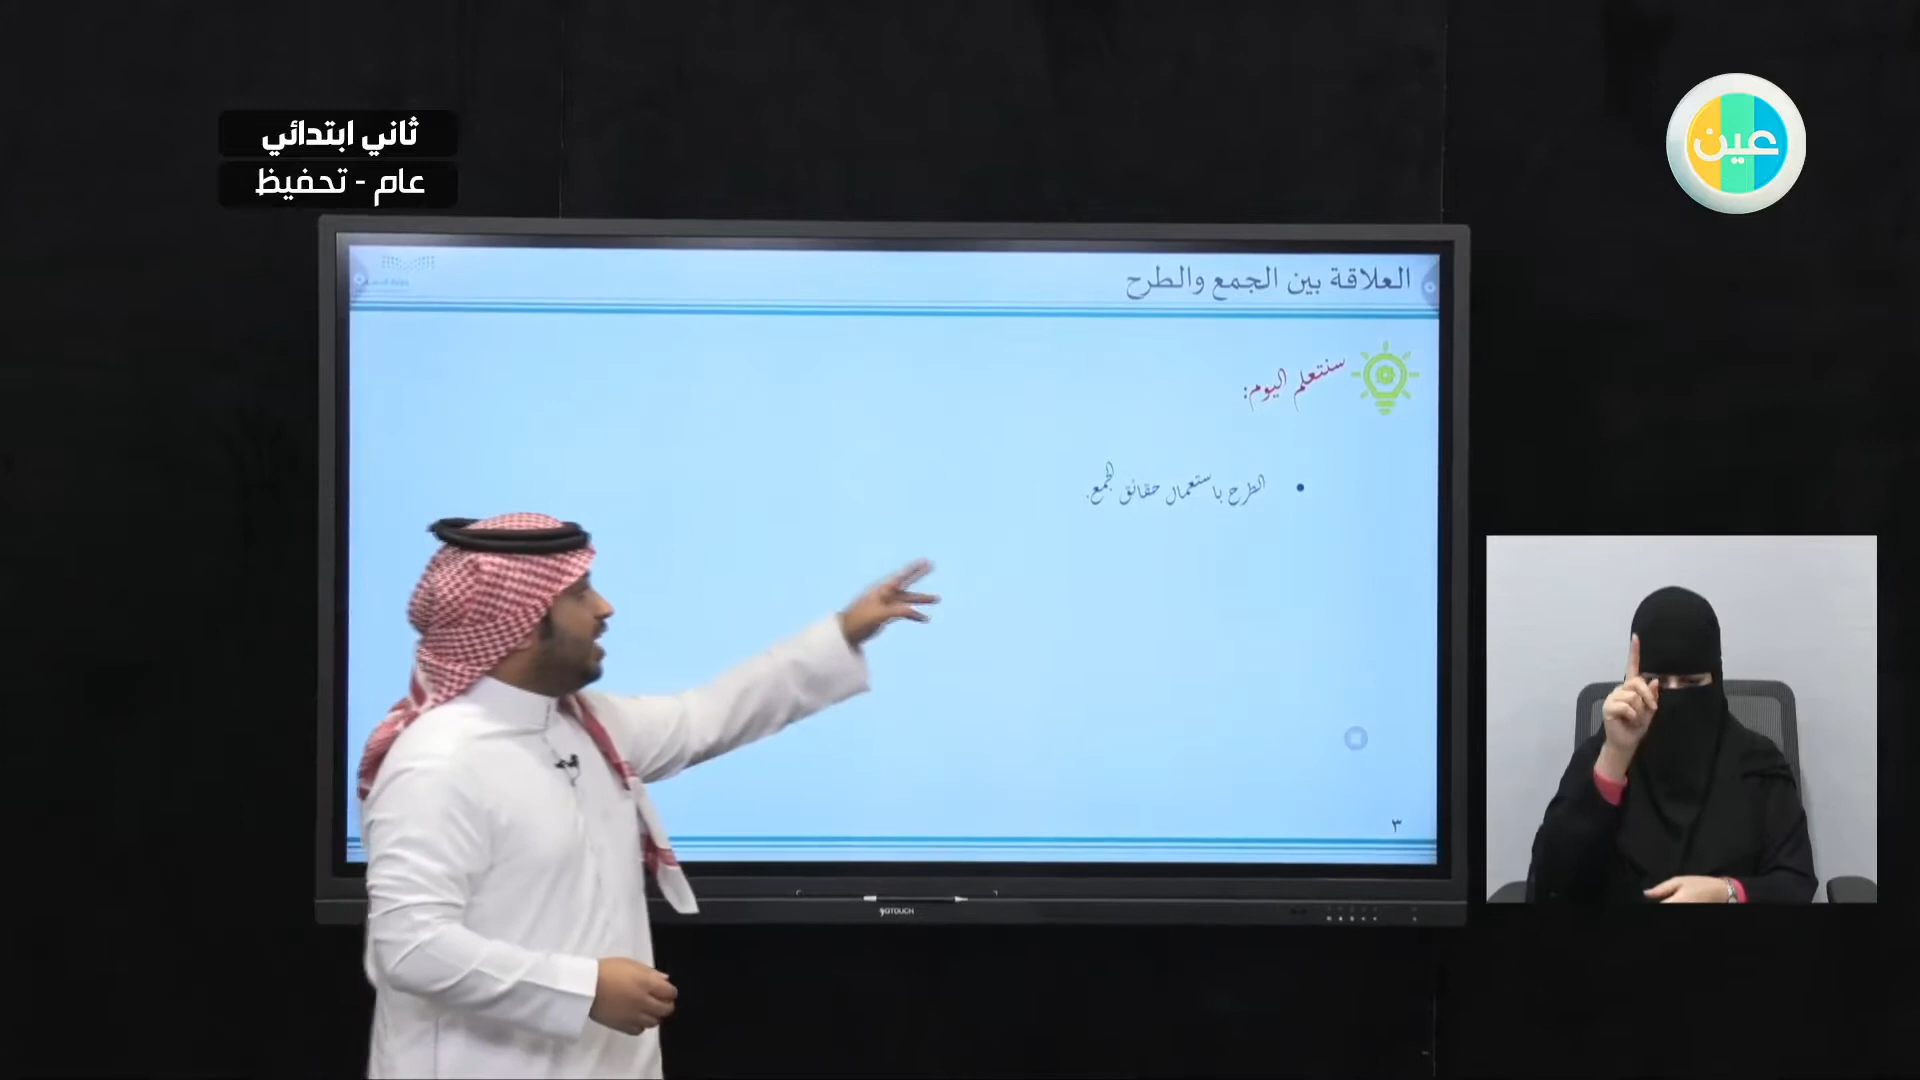 ثاني ابتدائي
عام - تحفيظ
عين
العلاقة بين الجمع والطرح
سنتعلم اليوم:
• الطرح باستعمال حقائق الجمع.
٣